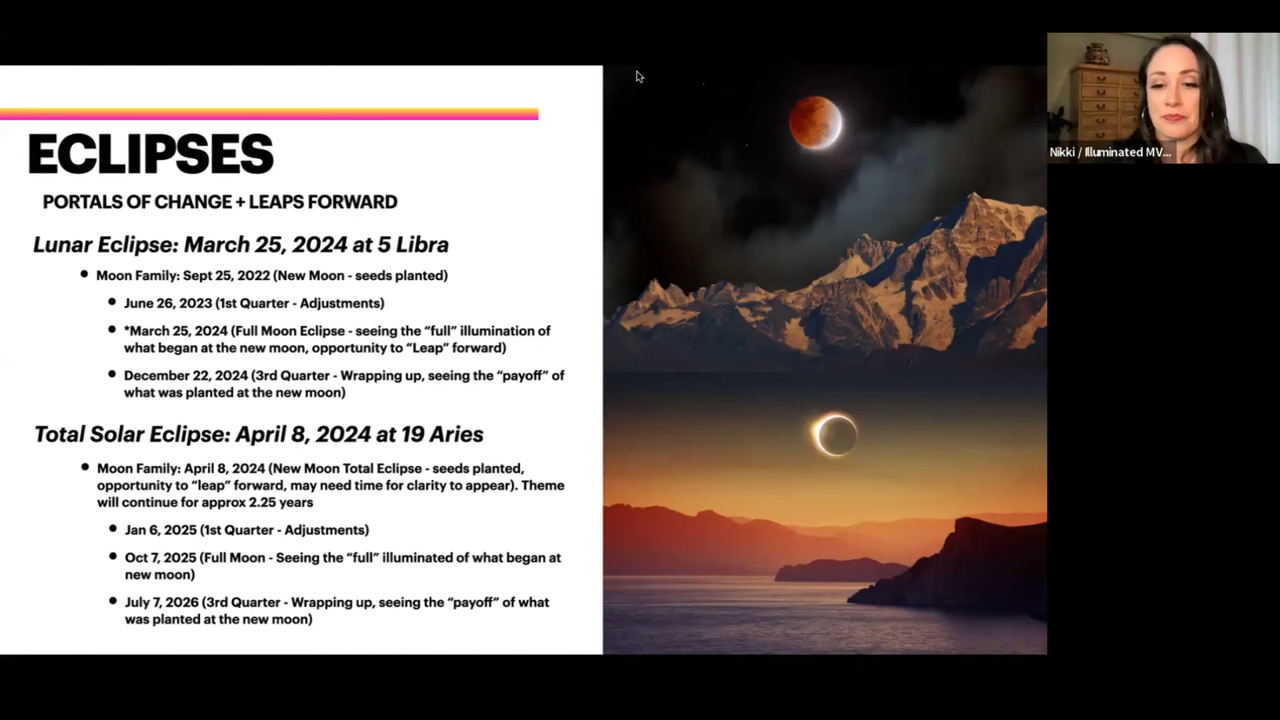 ECLIPSES
PORTALS OF CHANGE + LEAPS FORWARD
Lunar Eclipse: March 25, 2024 at 5 Libra
Moon Family: Sept 25, 2022 (New Moon - seeds planted)
June 26, 2023 (1st Quarter - Adjustments)
*March 25, 2024 (Full Moon Eclipse - seeing the “full” illumination of
what began at the new moon, opportunity to “Leap” forward)
December 22, 2024 (3rd Quarter - Wrapping up, seeing the “payoff” of
what was planted at the new moon)
Total Solar Eclipse: April 8, 2024 at 19 Aries
Moon Family: April 8, 2024 (New Moon Total Eclipse - seeds planted,
opportunity to “leap” forward, may need time for clarity to appear). Theme
will continue for approx 2.25 years
Jan 6, 2025 (1st Quarter - Adjustments)
Oct 7, 2025 (Full Moon - Seeing the “full” illuminated of what began at
new moon)
July 7, 2026 (3rd Quarter - Wrapping up, seeing the “payoff” of what
was planted at the new moon)
Nikki / Illuminated MV...